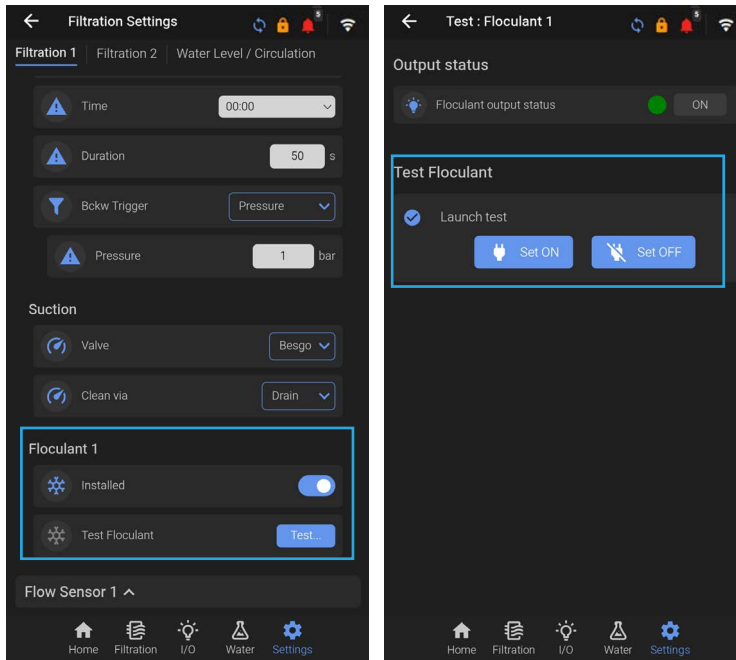 Filtration Settings
5
Filtration 1
Filtration 2
Water Level / Circulation
Time
00:00
Duration
50
s
Bckw Trigger
Pressure
Pressure
1
bar
Suction
Valve
Besgo
Clean via
Drain
Floculant 1
Installed
Test Floculant
Test...
Flow Sensor 1
Home
Filtration
I/O
Water
Settings
Test : Floculant 1
5
Output status
Floculant output status
ON
Test Floculant
Launch test
Set ON
Set OFF
Home
Filtration
I/O
Water
Settings